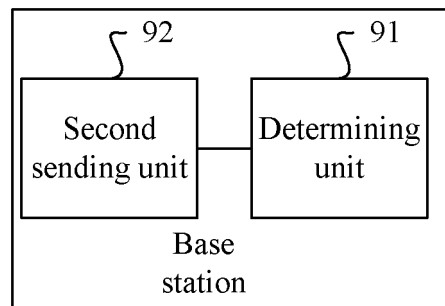 92
91
Second
sending unit
Determining
unit
Base
station